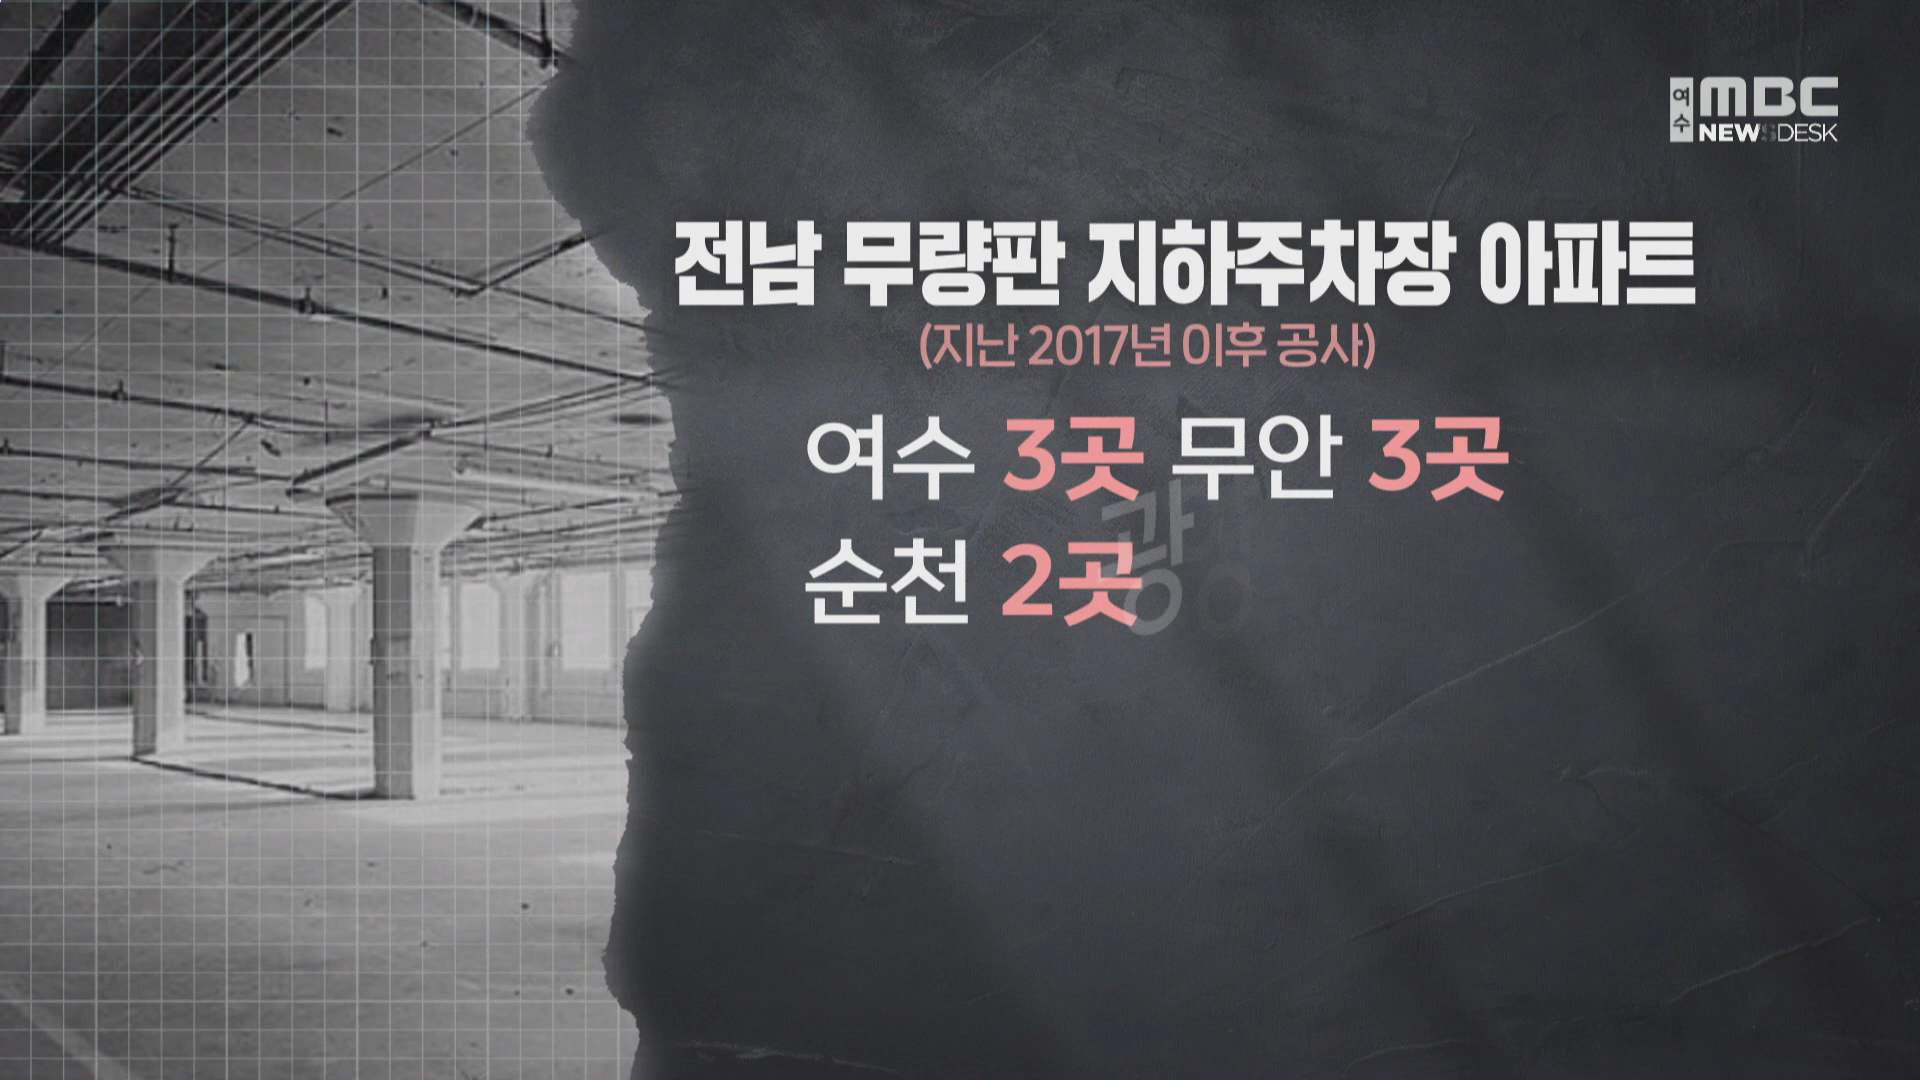 여수 MBC
NEWSDESK
전남 무량판 지하주차장 아파트
(지난 2017년 이후 공사)
여수 3곳 무안 3곳
순천 2곳
광